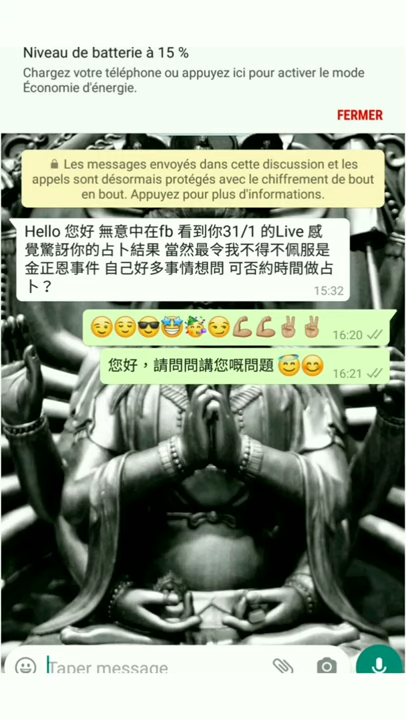 Niveau de batterie à 15 %
Chargez votre téléphone ou appuyez ici pour activer le mode
Économie d'énergie.
FERMER
Les messages envoyés dans cette discussion et les
appels sont désormais protégés avec le chiffrement de bout
en bout. Appuyez pour plus d'informations.
Hello 您好 無意中在fb 看到你31/1 的Live 感
覺驚訝你的占卜結果 當然最令我不得不佩服是
金正恩事件 自己好多事情想問 可否約時間做占
卜？
15:32
😉😌😎🤩🥳😏💪🏼💪🏼✌🏼✌🏼 16:20
您好，請問問講您嘅問題 😇😊 16:21
Taper message